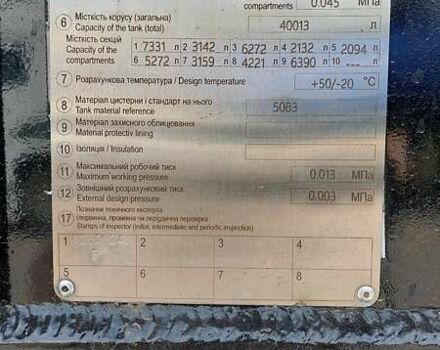 compartments 0.045 МПа
6 Місткість корусу (загальна)
Capacity of the tank (total) 40013 л
Місткість секцій
Capacity of the
compartments
1 7331 л 2 3142 л 3 6272 л 4 2132 л 5 2094 л
6 5272 л 7 3159 л 8 4221 л 9 6390 л 10 --- л
7 Розрахункова температура / Design temperature +50/-20 °C
8 Матеріал цистерни і стандарт на нього
Tank material reference 5083
9 Матеріал захисного облицювання
Material protectiv lining
10 Ізоляція / Insulation
11 Максимальний робочий тиск
Maximum working pressure 0.013 МПа
12 Зовнішний розрахунковий тиск
External design pressure 0.003 МПа
17 Позначки технічного експерта
(первинна, проміжна чи періодична перевірка)
Stamps of inspector (initial, intermediate and periodic inspection)
1 2 3 4
5 6 7 8